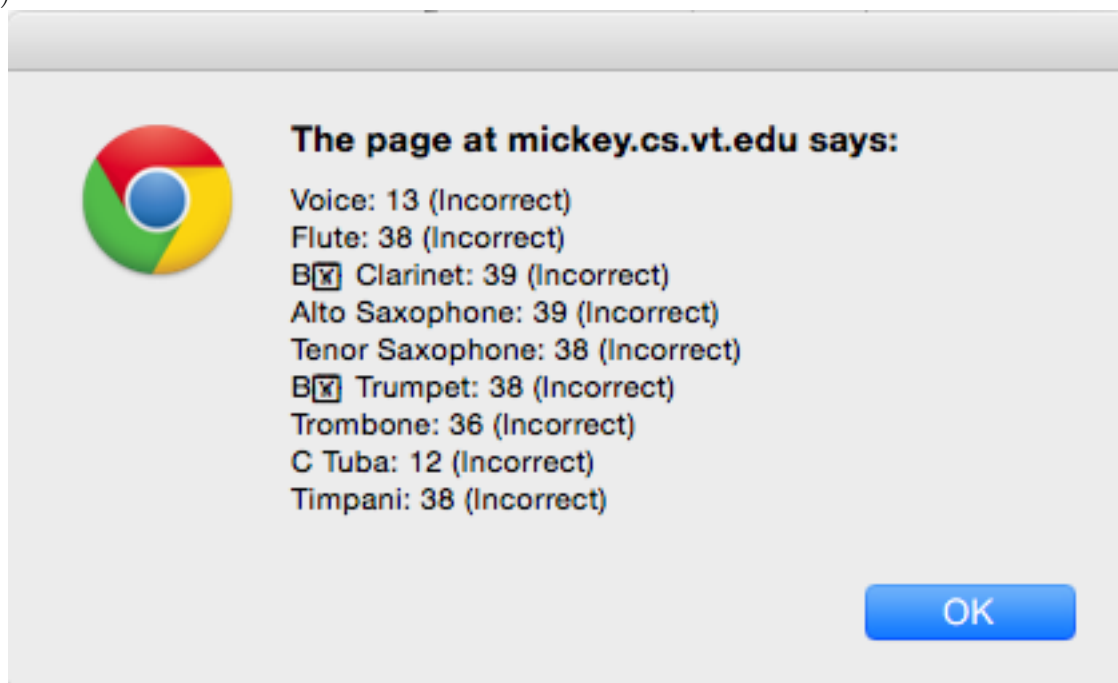 )
The page at mickey.cs.vt.edu says:
Voice: 13 (Incorrect)
Flute: 38 (Incorrect)
B Clarinet: 39 (Incorrect)
Alto Saxophone: 39 (Incorrect)
Tenor Saxophone: 38 (Incorrect)
B Trumpet: 38 (Incorrect)
Trombone: 36 (Incorrect)
C Tuba: 12 (Incorrect)
Timpani: 38 (Incorrect)
OK